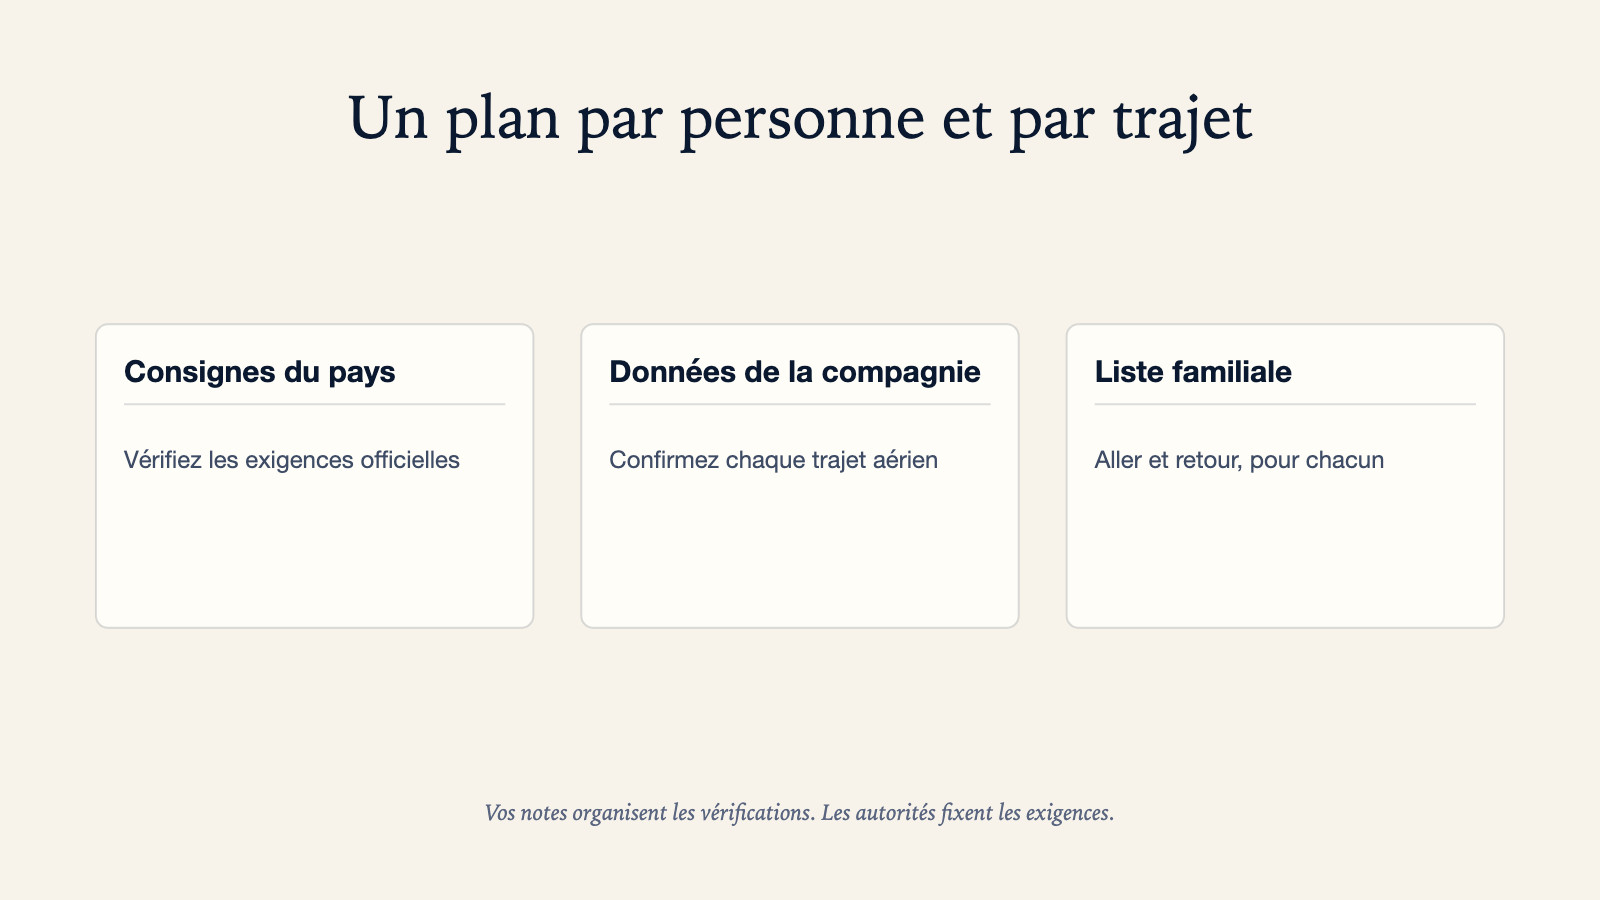 Un plan par personne et par trajet
Consignes du pays
Vérifiez les exigences officielles
Données de la compagnie
Confirmez chaque trajet aérien
Liste familiale
Aller et retour, pour chacun
Vos notes organisent les vérifications. Les autorités fixent les exigences.